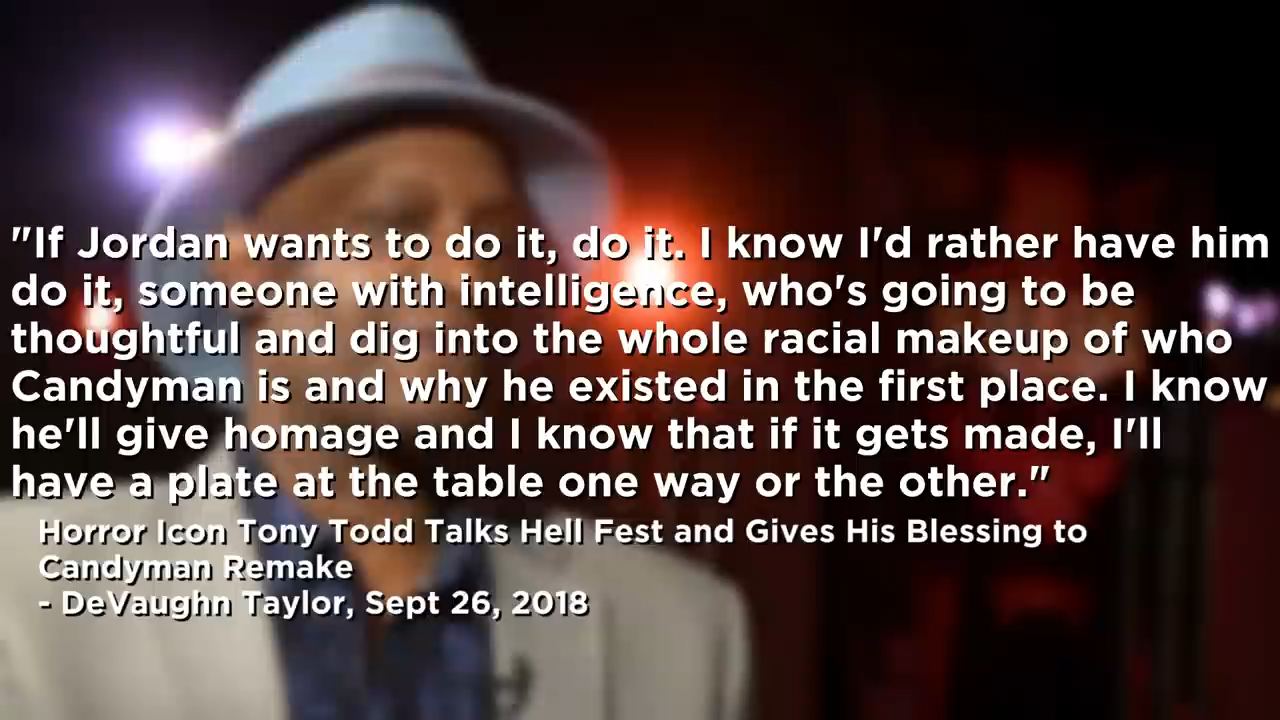 "If Jordan wants to do it, do it. I know I'd rather have him
do it, someone with intelligence, who's going to be
thoughtful and dig into the whole racial makeup of who
Candyman is and why he existed in the first place. I know
he'll give homage and I know that if it gets made, I'll
have a plate at the table one way or the other."
Horror Icon Tony Todd Talks Hell Fest and Gives His Blessing to
Candyman Remake
- DeVaughn Taylor, Sept 26, 2018